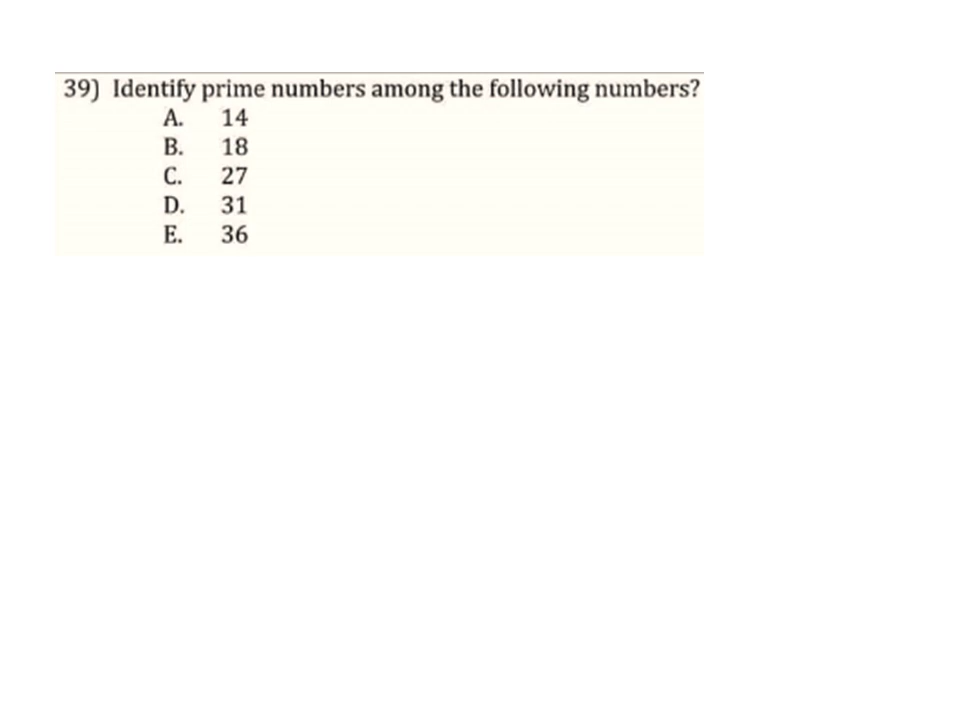 39) Identify prime numbers among the following numbers?
A. 14
B. 18
C. 27
D. 31
E. 36